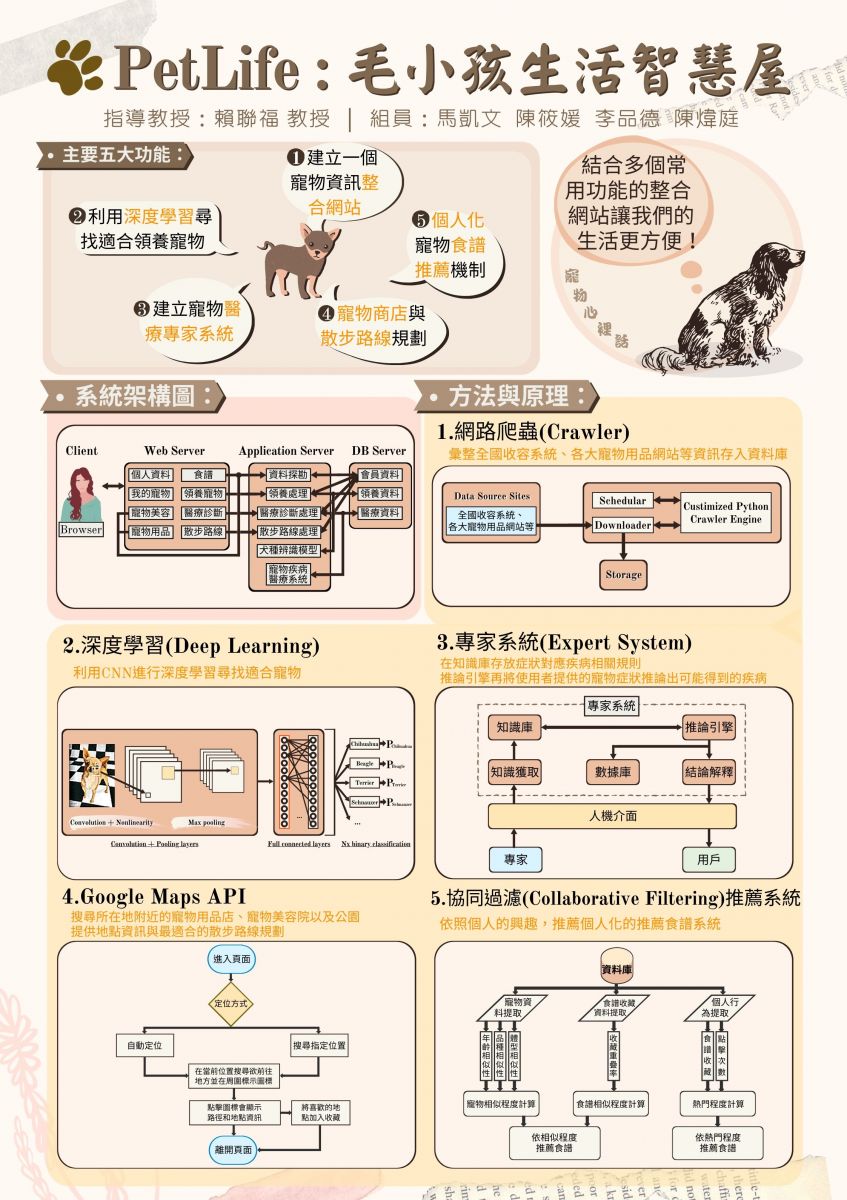 PetLife：毛小孩生活智慧屋
指導教授：賴聯福 教授 | 組員：馬凱文 陳筱媛 李品德 陳煒庭
• 主要五大功能：
❶建立一個
寵物資訊整
合網站
❷利用深度學習尋
找適合領養寵物
❸建立寵物醫
療專家系統
❹寵物商店與
散步路線規劃
❺個人化
寵物食譜
推薦機制
結合多個常
用功能的整合
網站讓我們的
生活更方便！
寵物心裡話
• 系統架構圖：
Client
Web Server
Application Server
DB Server
Browser
個人資料
食譜
我的寵物
領養寵物
寵物美容
醫療診斷
寵物用品
散步路線
資料探勘
領養處理
醫療診斷處理
散步路線處理
犬種辨識模型
寵物疾病
醫療系統
會員資料
領養資料
醫療資料
• 方法與原理：
1.網路爬蟲(Crawler)
彙整全國收容系統、各大寵物用品網站等資訊存入資料庫
Data Source Sites
全國收容系統、
各大寵物用品網站等
Schedular
Downloader
Custimized Python
Crawler Engine
Storage
2.深度學習(Deep Learning)
利用CNN進行深度學習尋找適合寵物
Convolution + Nonlinearity
Max pooling
Convolution + Pooling layers
Full connected layers
Nx binary classification
Chihuahua
P Chihuahua
Beagle
P Beagle
Terrier
P Terrier
Schnauzer
P Schnauzer
...
...
3.專家系統(Expert System)
在知識庫存放症狀對應疾病相關規則
推論引擎再將使用者提供的寵物症狀推論出可能得到的疾病
專家系統
知識庫
推論引擎
知識獲取
數據庫
結論解釋
人機介面
專家
用戶
4.Google Maps API
搜尋所在地附近的寵物用品店、寵物美容院以及公園
提供地點資訊與最適合的散步路線規劃
進入頁面
定位方式
自動定位
搜尋指定位置
在當前位置搜尋欲前往
地方並在周圍標示圖標
點擊圖標會顯示
路徑和地點資訊
將喜歡的地
點加入收藏
離開頁面
5.協同過濾(Collaborative Filtering)推薦系統
依照個人的興趣，推薦個人化的推薦食譜系統
資料庫
寵物資
料提取
食譜收藏
資料提取
個人行
為提取
年齡相似性
品種相似性
體型相似性
收藏重疊率
食譜收藏
點擊次數
寵物相似程度計算
食譜相似程度計算
熱門程度計算
依相似程度
推薦食譜
依熱門程度
推薦食譜